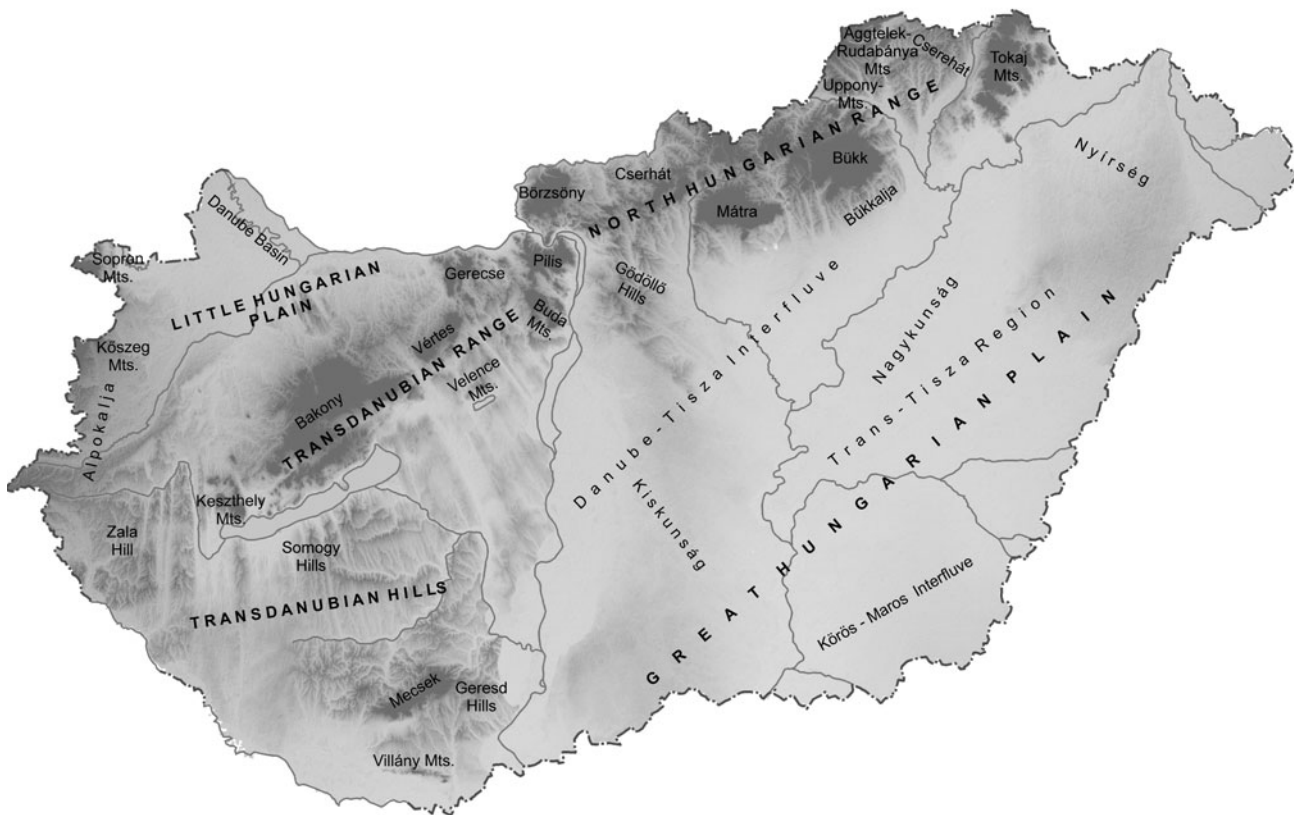 Aggtelek-
Rudabánya
Mts
Cserehát
Tokaj
Mts.
Uppony-
Mts.
NORTH HUNGARIAN RANGE
Nyírség
Bükk
Cserhát
Börzsöny
Mátra
Bükkalja
Danube Basin
Sopron
Mts.
LITTLE HUNGARIAN
PLAIN
Gerecse
Pilis
Gödöllő
Hills
Buda
Mts.
Vértes
Velence
Mts.
Kőszeg
Mts.
Alpokalja
Bakony
TRANSDANUBIAN RANGE
Danube-Tisza Interfluve
Nagykunság
Trans-Tisza Region
GREAT HUNGARIAN PLAIN
Kiskunság
Keszthely
Mts.
Zala
Hill
Somogy
Hills
TRANSDANUBIAN HILLS
Körös - Maros Interfluve
Mecsek
Geresd
Hills
Villány Mts.